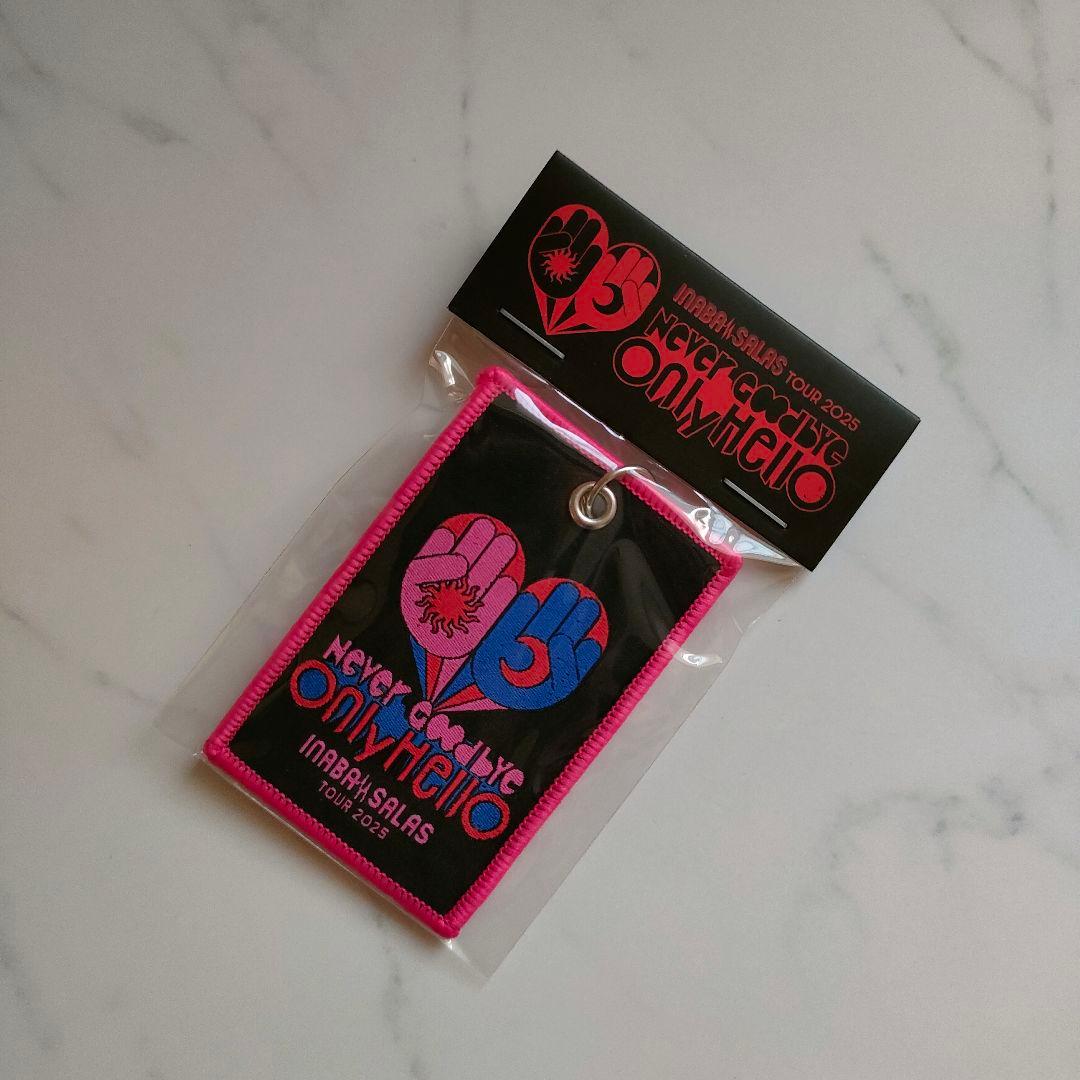 INABA SALAS TOUR 2025
Never Goodbye
Only Hello
Never Goodbye
Only Hello
INABA SALAS
TOUR 2025